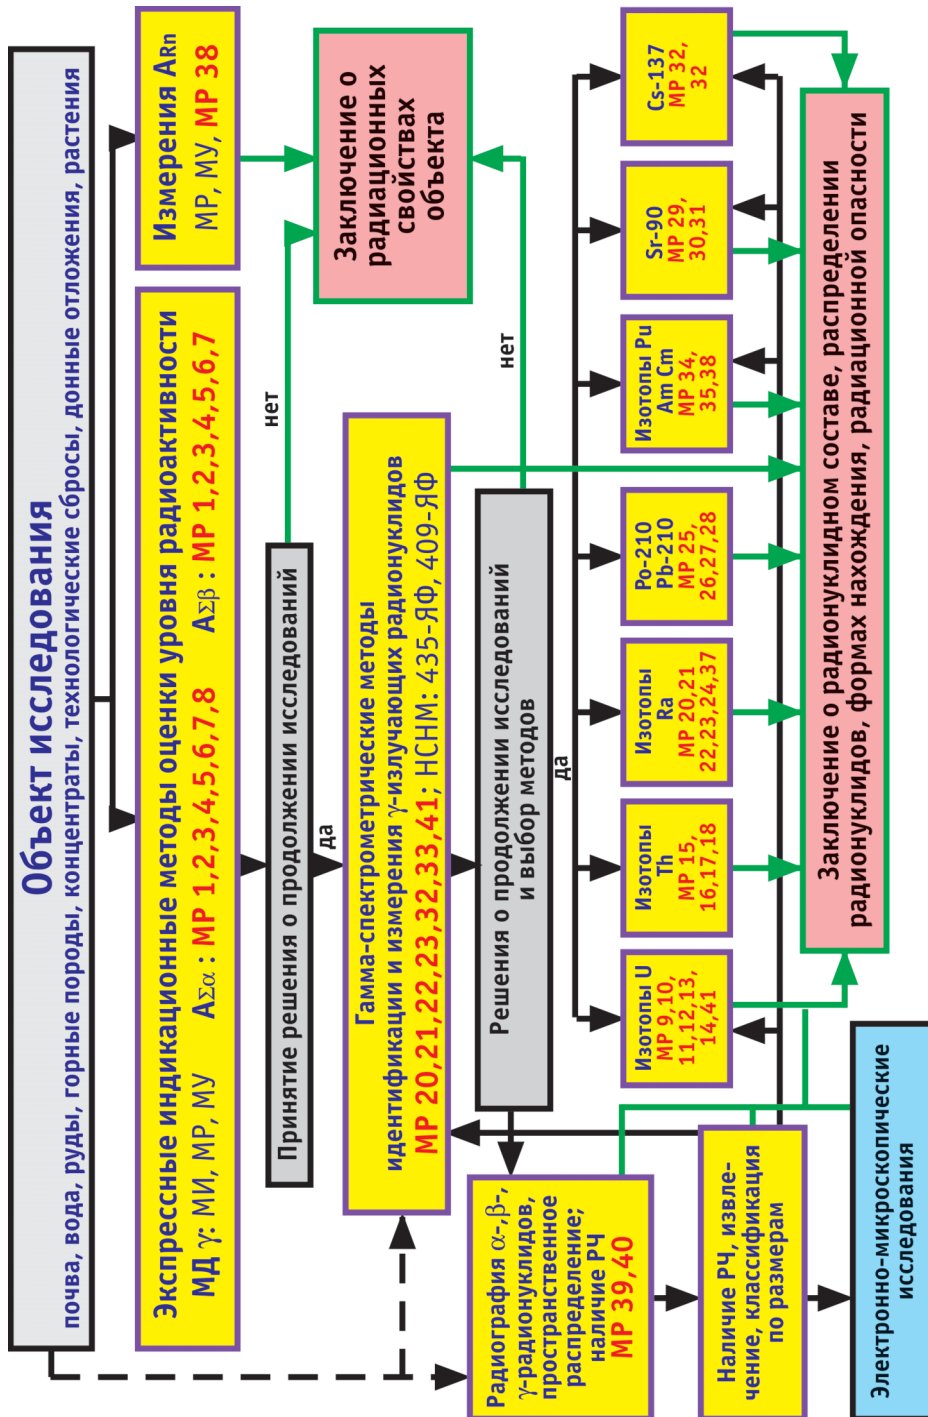 Объект исследования
почва, вода, руды, горные породы, концентраты, технологические сбросы, донные отложения, растения
Экспрессные индикационные методы оценки уровня радиоактивности
МД γ: МИ, МР, МУ AΣα : МР 1,2,3,4,5,6,7,8 AΣβ : МР 1,2,3,4,5,6,7
Измерения ARn
МР, МУ, МР 38
Принятие решения о продолжении исследований
нет
да
Заключение о
радиационных
свойствах
объекта
Гамма-спектрометрические методы
идентификации и измерения γ-излучающих радионуклидов
МР 20,21,22,23,32,33,41; НСНМ: 435-ЯФ, 409-ЯФ
Решения о продолжении исследований
и выбор методов
нет
да
Радиография α-,β-,
γ-радионуклидов,
пространственное
распределение;
наличие РЧ
МР 39,40
Изотопы U
МР 9,10,
11,12,13,
14,41
Изотопы
Th
МР 15,
16,17,18
Изотопы
Ra
МР 20,21
22,23,24,37
Po-210
Pb-210
МР 25,
26,27,28
Изотопы Pu
Am Cm
МР 34,
35,38
Sr-90
МР 29,
30,31
Cs-137
МР 32,
32
Наличие РЧ, извле-
чение, классификация
по размерам
Заключение о радионуклидном составе, распределении
радионуклидов, формах нахождения, радиационной опасности
Электронно-микроскопические
исследования